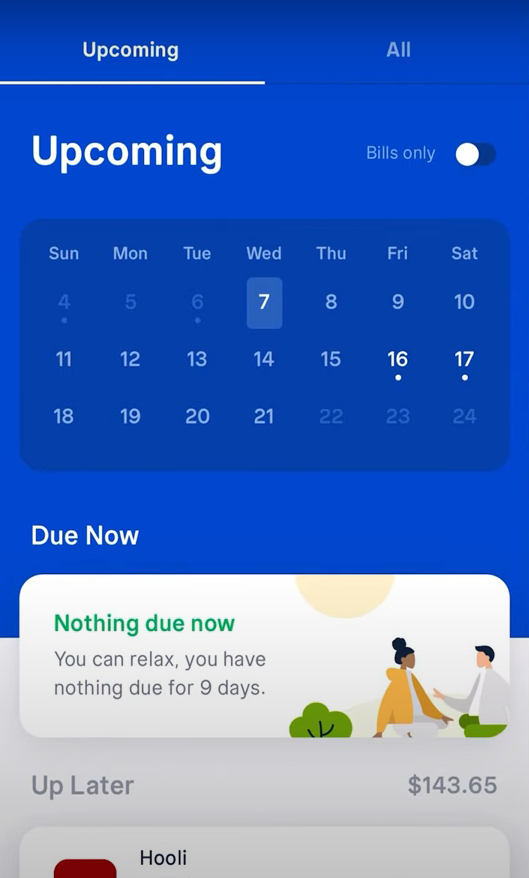 Upcoming All
Upcoming Bills only
Sun Mon Tue Wed Thu Fri Sat
4 5 6 7 8 9 10
11 12 13 14 15 16 17
18 19 20 21 22 23 24
Due Now
Nothing due now
You can relax, you have
nothing due for 9 days.
Up Later $143.65
Hooli